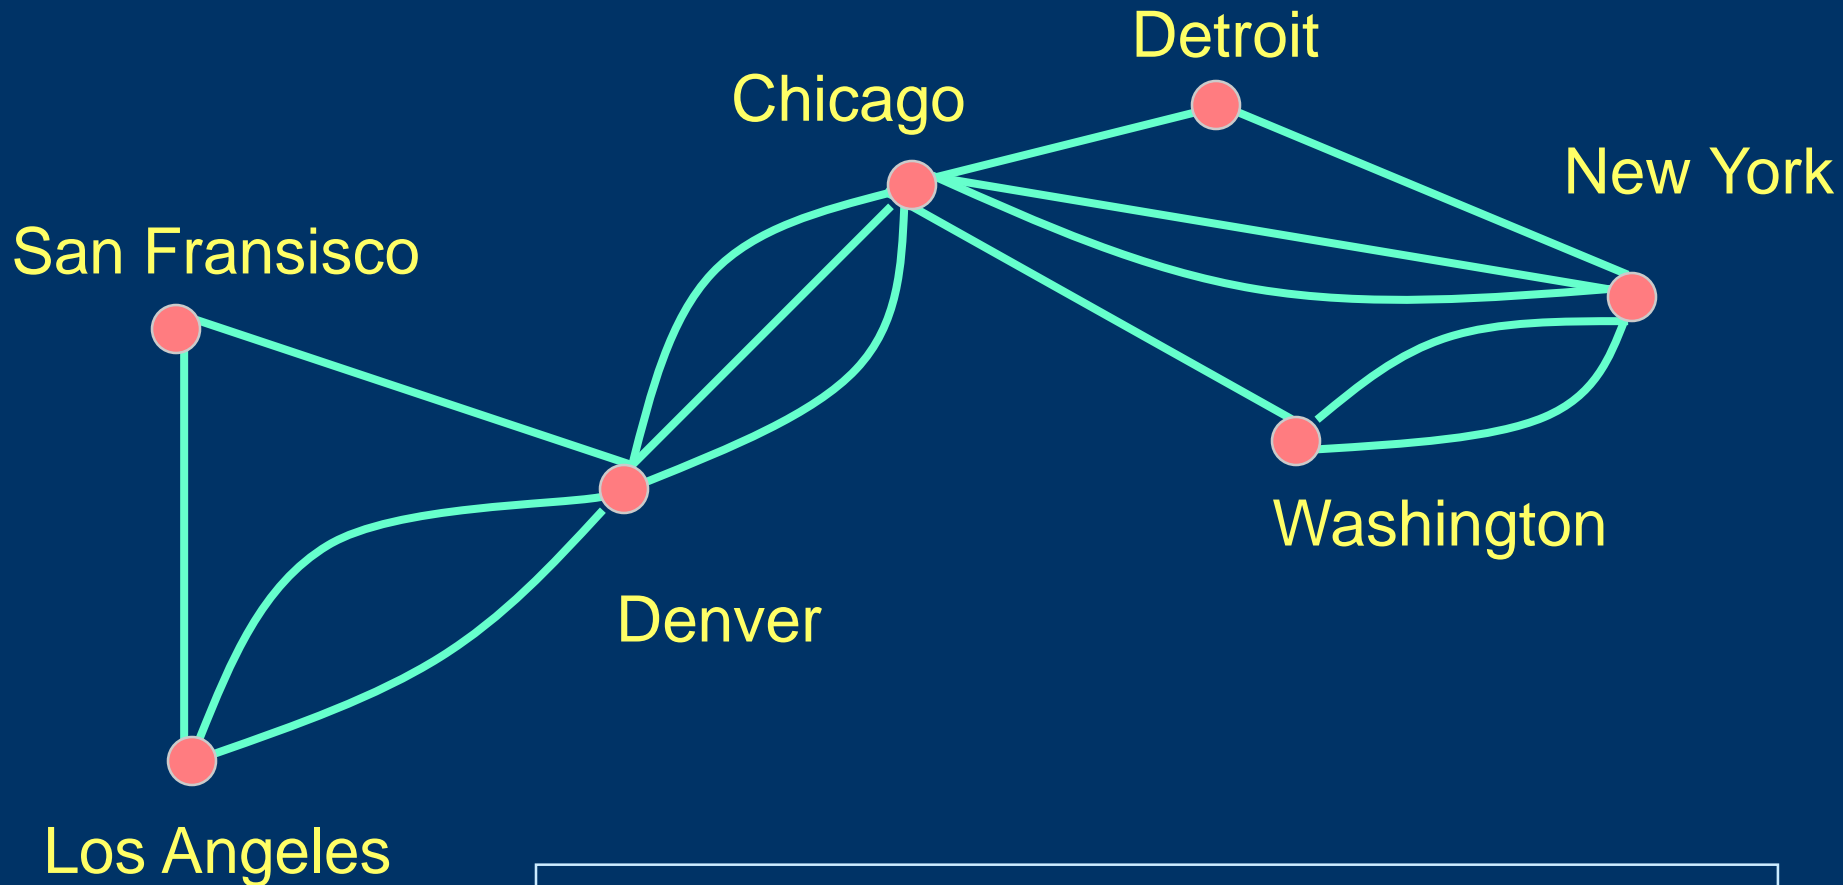 Detroit
Chicago
New York
San Fransisco
Washington
Denver
Los Angeles